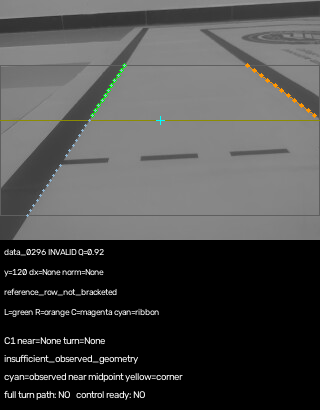 data_0296 INVALID Q=0.92
y=120 dx=None norm=None
reference_row_not_bracketed
L=green R=orange C=magenta cyan=ribbon
C1 near=None turn=None
insufficient_observed_geometry
cyan=observed near midpoint yellow=corner
full turn path: NO control ready: NO